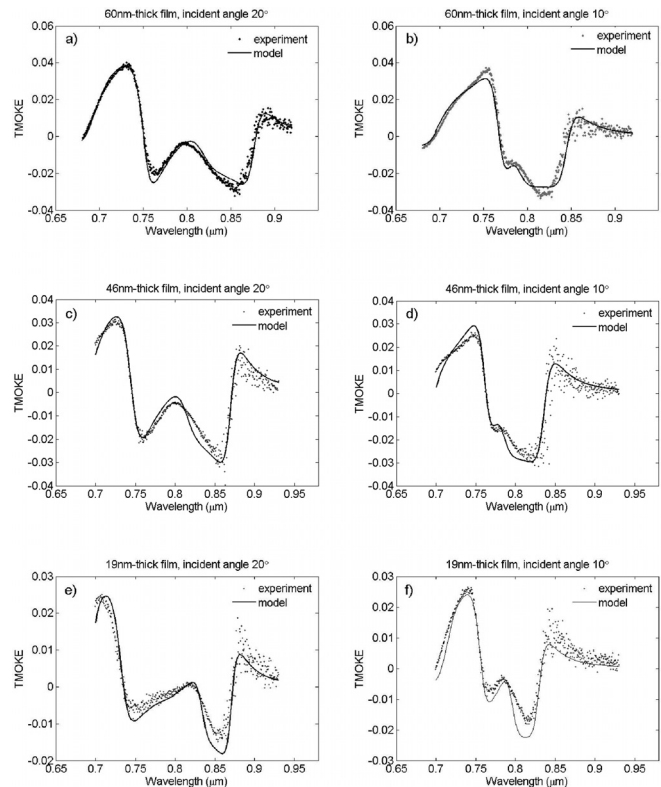 60nm-thick film, incident angle 20°
0.06
0.04
0.02
0
-0.02
-0.04
0.65 0.7 0.75 0.8 0.85 0.9
TMOKE
Wavelength (μm)
a)
experiment
model
60nm-thick film, incident angle 10°
0.06
0.04
0.02
0
-0.02
-0.04
0.65 0.7 0.75 0.8 0.85 0.9
TMOKE
Wavelength (μm)
b)
experiment
model
46nm-thick film, incident angle 20°
0.04
0.03
0.02
0.01
0
-0.01
-0.02
-0.03
-0.04
0.65 0.7 0.75 0.8 0.85 0.9 0.95
TMOKE
Wavelength (μm)
c)
experiment
model
46nm-thick film, incident angle 10°
0.04
0.03
0.02
0.01
0
-0.01
-0.02
-0.03
-0.04
0.65 0.7 0.75 0.8 0.85 0.9 0.95
TMOKE
Wavelength (μm)
d)
experiment
model
19nm-thick film, incident angle 20°
0.03
0.02
0.01
0
-0.01
-0.02
0.65 0.7 0.75 0.8 0.85 0.9 0.95
TMOKE
Wavelength (μm)
e)
experiment
model
19nm-thick film, incident angle 10°
0.03
0.02
0.01
0
-0.01
-0.02
-0.03
0.65 0.7 0.75 0.8 0.85 0.9 0.95
TMOKE
Wavelength (μm)
f)
experiment
model